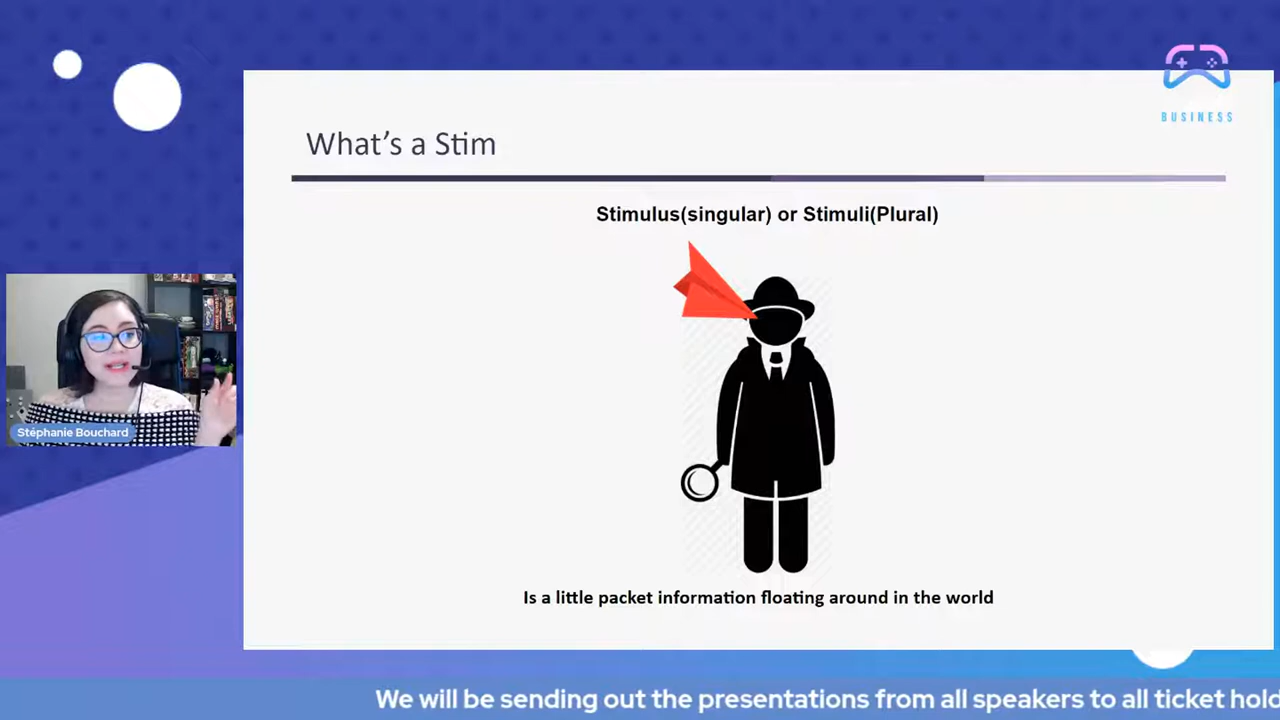 BUSINESS
What's a Stim
Stimulus(singular) or Stimuli(Plural)
Stéphanie Bouchard
Is a little packet information floating around in the world
We will be sending out the presentations from all speakers to all ticket hold